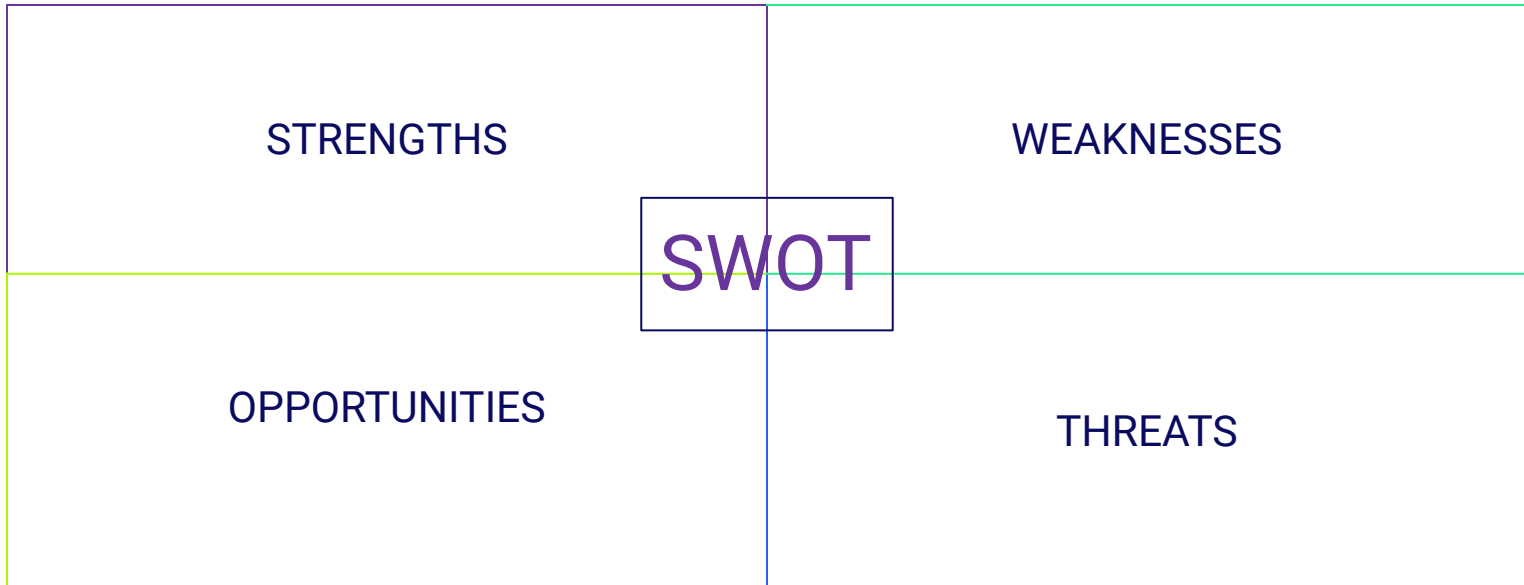 STRENGTHS
WEAKNESSES
SWOT
OPPORTUNITIES
THREATS